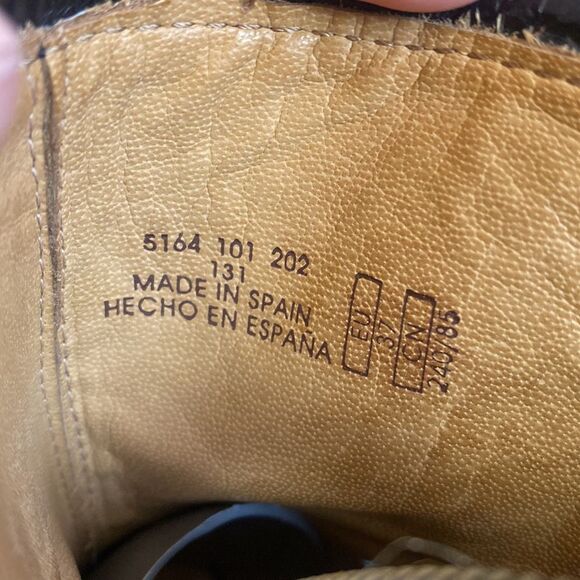 5164 101 202
131
MADE IN SPAIN
HECHO EN ESPAÑA
EU
37
CN
240/85